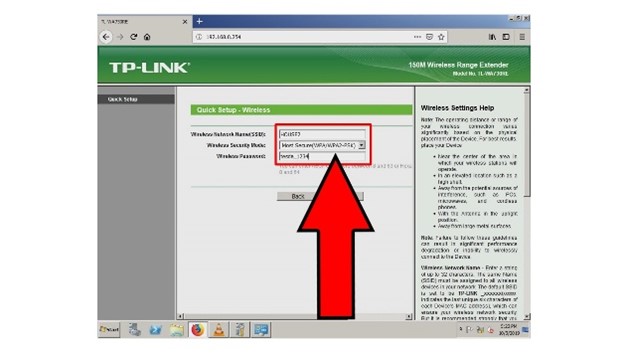 TL-WA730RE
192.168.0.254
TP-LINK®
150M Wireless Range Extender
Model No. TL-WA730RE
Quick Setup
Quick Setup - Wireless
Wireless Network Name(SSID):
Wireless Security Mode: Most Secure(WPA/WPA2-PSK)
Wireless Password: _1234
Back
Wireless Settings Help
Note: The operating distance or range of
your wireless connection varies
significantly based on the physical
placement of the Device. For best results,
place your Device:
• Near the center of the area in
which your wireless stations will
operate.
• In an elevated location such as a
high shelf.
• Away from the potential sources of
interference, such as PCs,
microwaves, and cordless
phones.
• With the Antenna in the upright
position.
• Away from large metal surfaces.
Note: Failure to follow these guidelines
can result in significant performance
degradation or inability to wirelessly
connect to the Device.
Wireless Network Name - Enter a string
of up to 32 characters. The same Name
(SSID) must be assigned to all wireless
devices in your network. The default SSID
is set to be TP-LINK_xxxxxx
indicates the last unique six characters of
each Device's MAC address), which can
ensure your wireless network security.
But it is recommended strongly that you
Start
5:23 PM